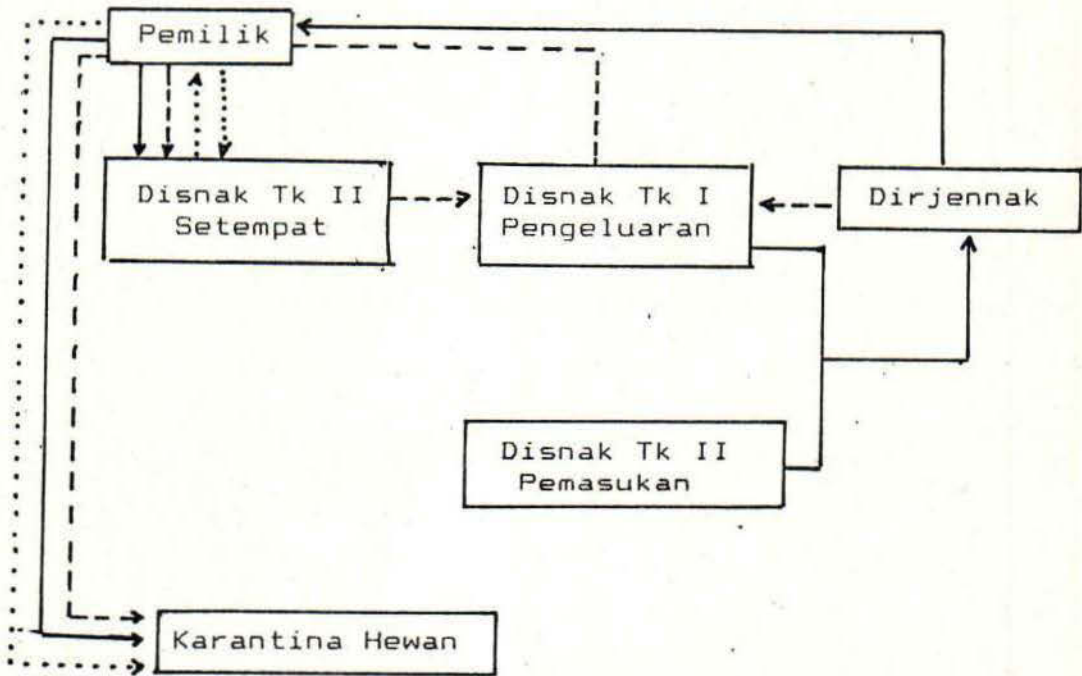 Pemilik
Disnak Tk II
Setempat
Disnak Tk I
Pengeluaran
Dirjennak
Disnak Tk II
Pemasukan
Karantina Hewan